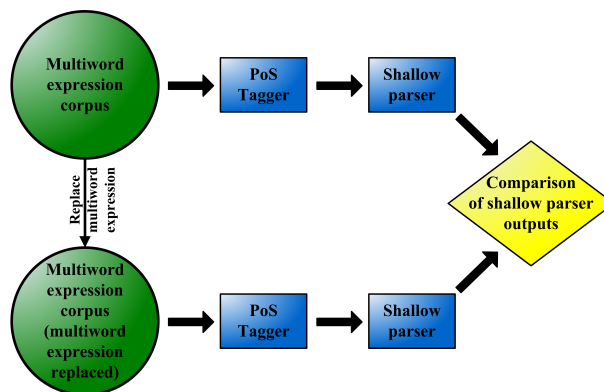 Multiword
expression
corpus
PoS
Tagger
Shallow
parser
Replace
multiword
expression
Comparison
of shallow parser
outputs
Multiword
expression
corpus
(multiword
expression
replaced)
PoS
Tagger
Shallow
parser